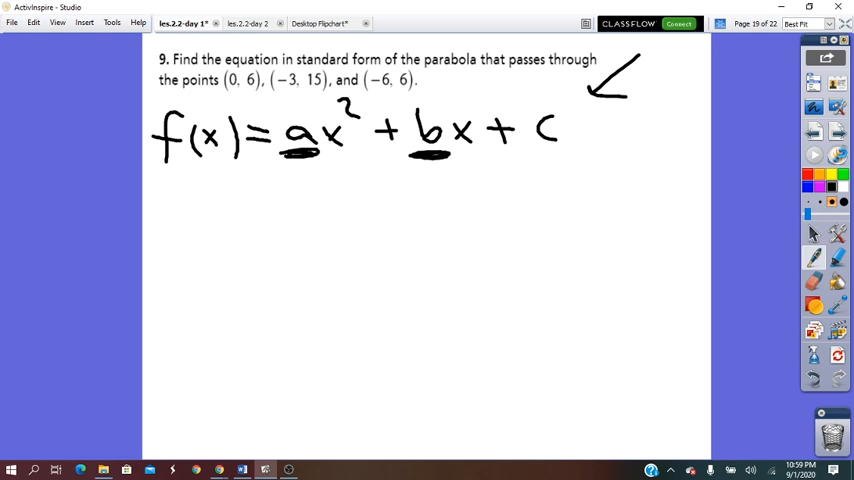 ActivInspire - Studio
File Edit View Insert Tools Help
les.2.2-day 1*
les.2.2-day 2
Desktop Flipchart*
CLASSFLOW Connect
Page 19 of 22
Best Fit
9. Find the equation in standard form of the parabola that passes through
the points (0, 6), (−3, 15), and (−6, 6).
f(x) = ax² + bx + c
10:59 PM
9/1/2020